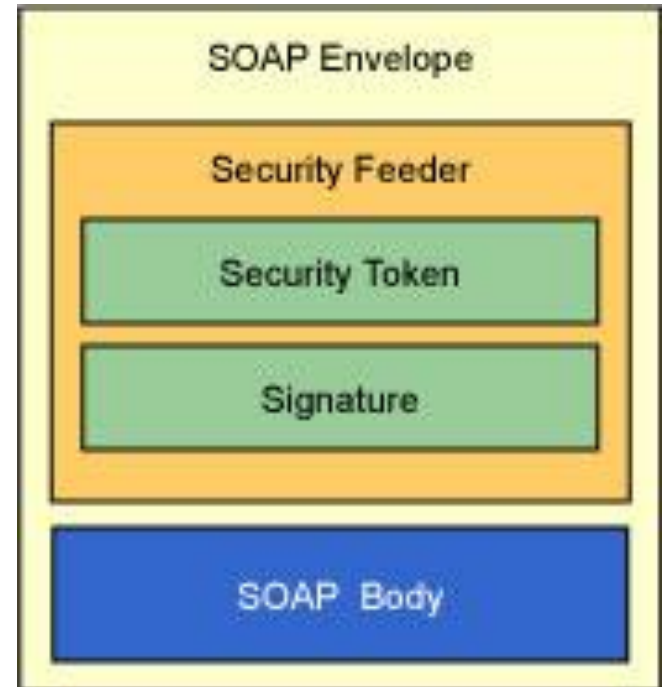 SOAP Envelope
Security Feeder
Security Token
Signature
SOAP Body